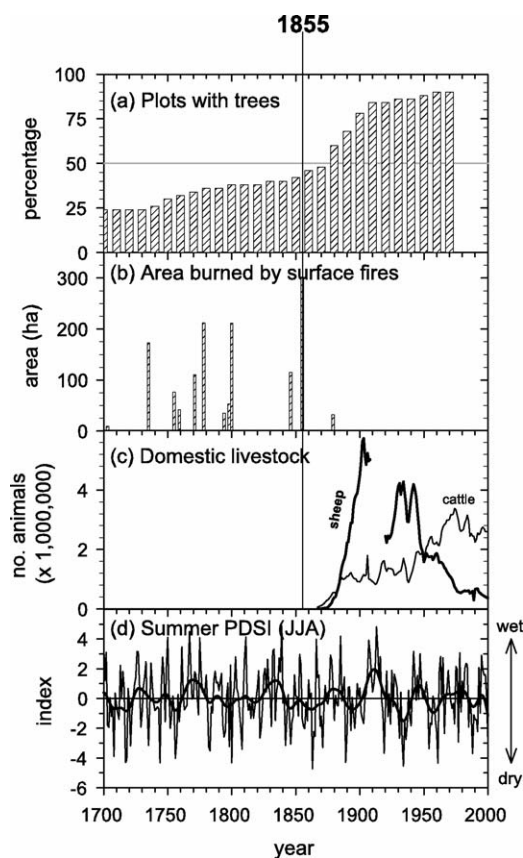 1855
(a) Plots with trees
percentage
100
75
50
25
0
(b) Area burned by surface fires
area (ha)
300
200
100
0
(c) Domestic livestock
no. animals
(x 1,000,000)
4
2
0
sheep
cattle
(d) Summer PDSI (JJA)
index
4
2
0
-2
-4
-6
wet
dry
1700 1750 1800 1850 1900 1950 2000
year